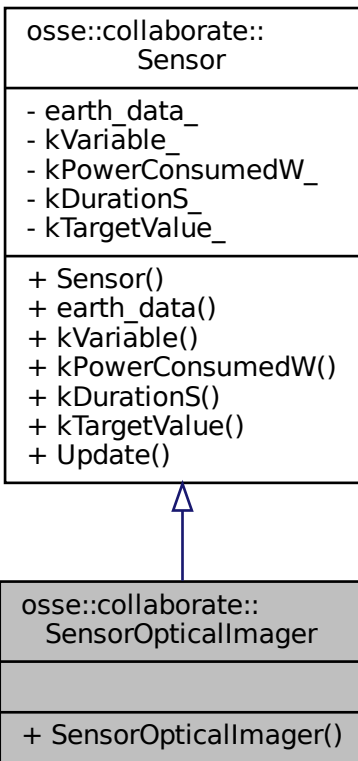 osse::collaborate::
Sensor
- earth_data_
- kVariable_
- kPowerConsumedW_
- kDurationS_
- kTargetValue_
+ Sensor()
+ earth_data()
+ kVariable()
+ kPowerConsumedW()
+ kDurationS()
+ kTargetValue()
+ Update()
osse::collaborate::
SensorOpticalImager
+ SensorOpticalImager()